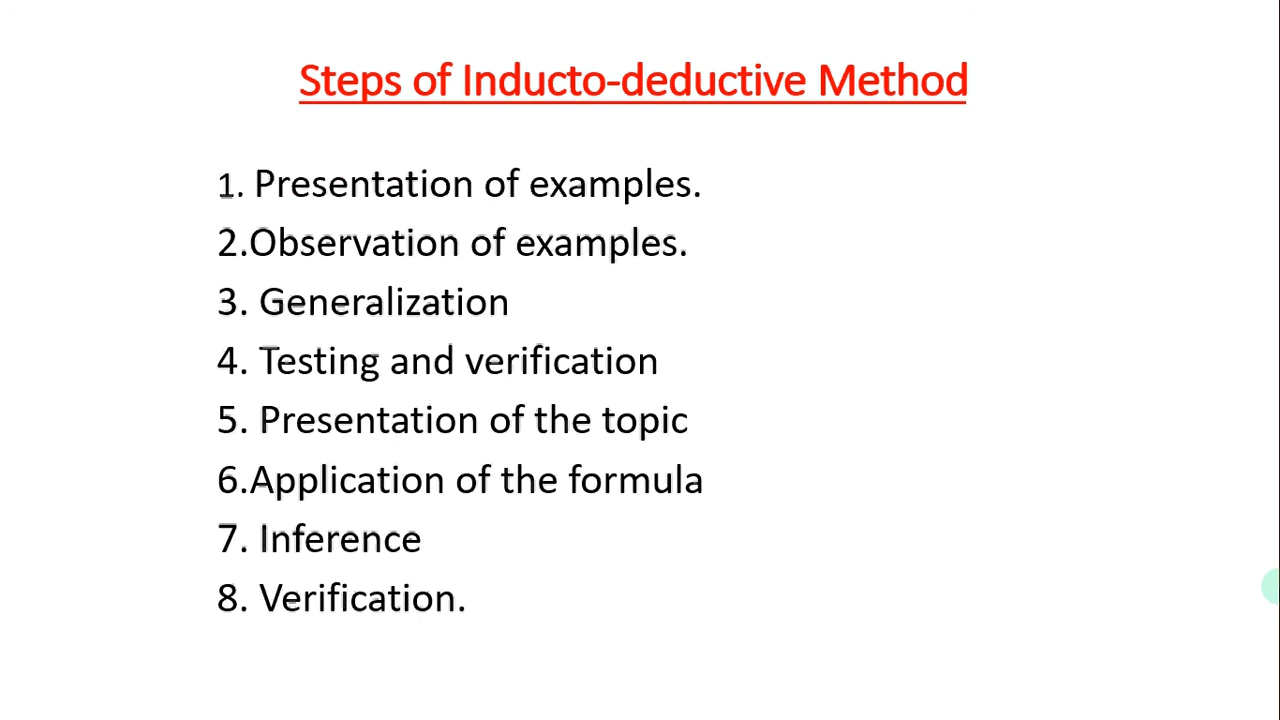 Steps of Inducto-deductive Method
1. Presentation of examples.
2.Observation of examples.
3. Generalization
4. Testing and verification
5. Presentation of the topic
6.Application of the formula
7. Inference
8. Verification.